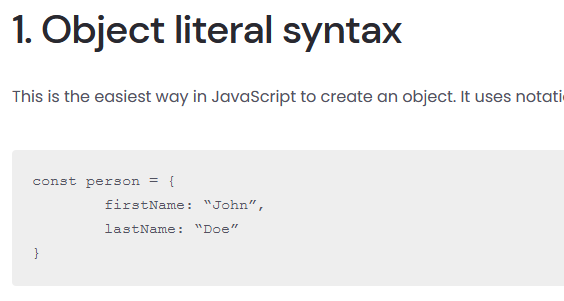 1. Object literal syntax
This is the easiest way in JavaScript to create an object. It uses notati
const person = {
firstName: “John”,
lastName: “Doe”
}